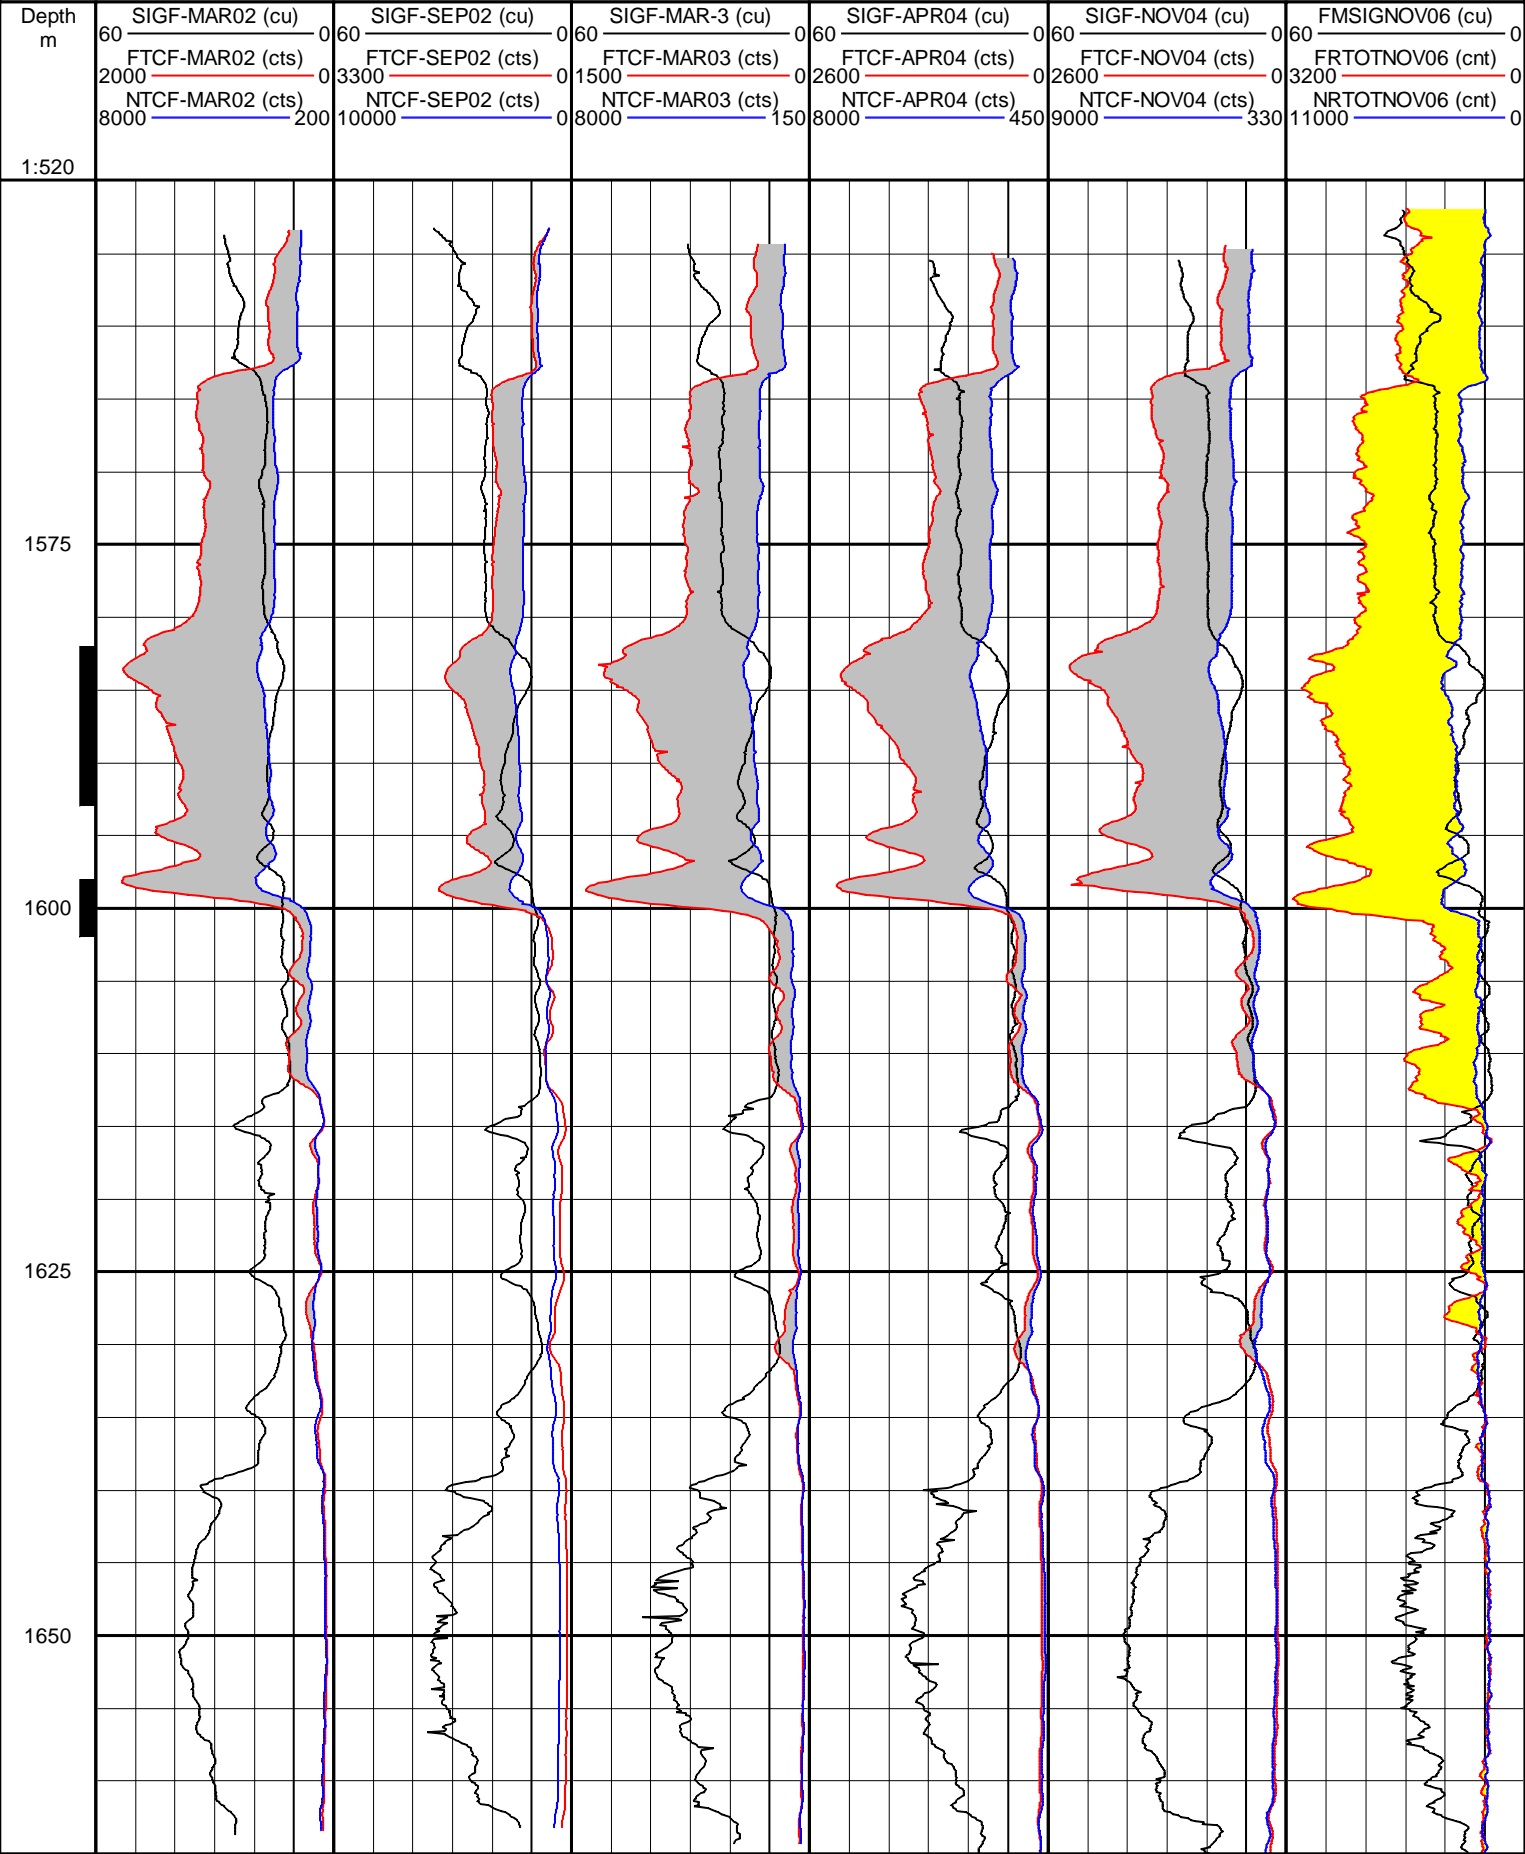 Depth
m
1:520
SIGF-MAR02 (cu)
60 0
FTCF-MAR02 (cts)
2000 0
NTCF-MAR02 (cts)
8000 200
SIGF-SEP02 (cu)
60 0
FTCF-SEP02 (cts)
3300 0
NTCF-SEP02 (cts)
10000 0
SIGF-MAR-3 (cu)
60 0
FTCF-MAR03 (cts)
1500 0
NTCF-MAR03 (cts)
8000 150
SIGF-APR04 (cu)
60 0
FTCF-APR04 (cts)
2600 0
NTCF-APR04 (cts)
8000 450
SIGF-NOV04 (cu)
60 0
FTCF-NOV04 (cts)
2600 0
NTCF-NOV04 (cts)
9000 330
FMSIGNOV06 (cu)
60 0
FRTOTNOV06 (cnt)
3200 0
NRTOTNOV06 (cnt)
11000 0
1575
1600
1625
1650